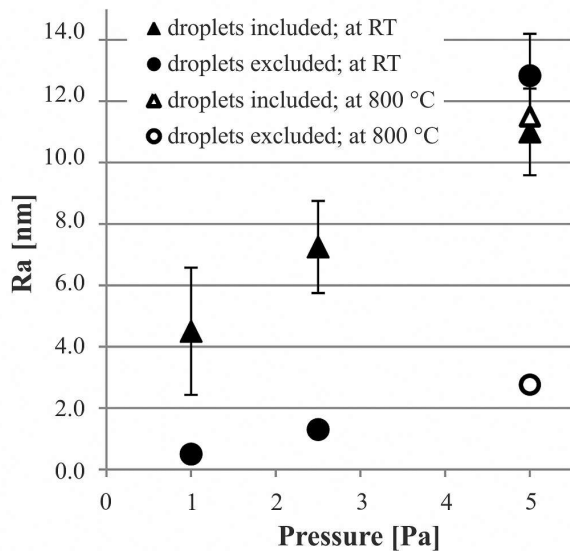 droplets included; at RT
droplets excluded; at RT
droplets included; at 800 °C
droplets excluded; at 800 °C
14.0
12.0
10.0
8.0
6.0
4.0
2.0
0.0
Ra [nm]
0 1 2 3 4 5
Pressure [Pa]